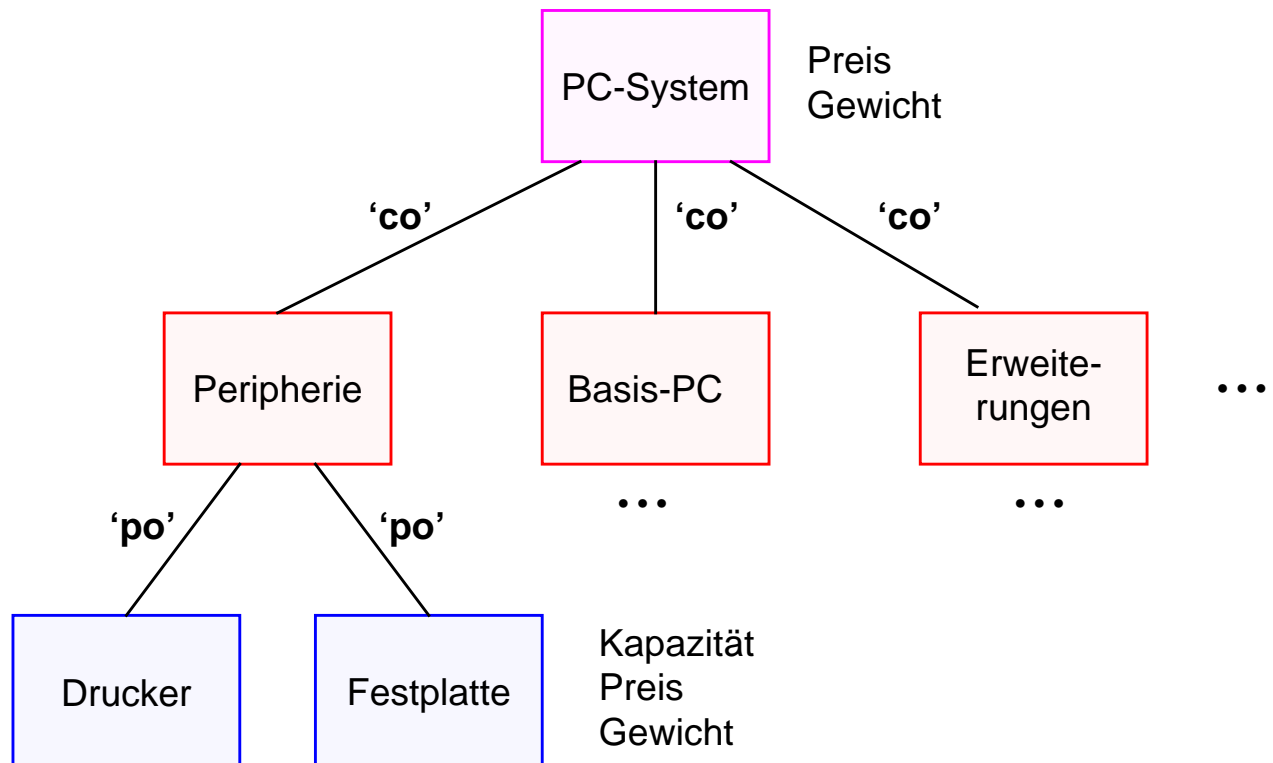 PC-System
Preis
Gewicht
‘co’
‘co’
‘co’
Peripherie
Basis-PC
Erweite-
rungen
...
...
...
‘po’
‘po’
Drucker
Festplatte
Kapazität
Preis
Gewicht